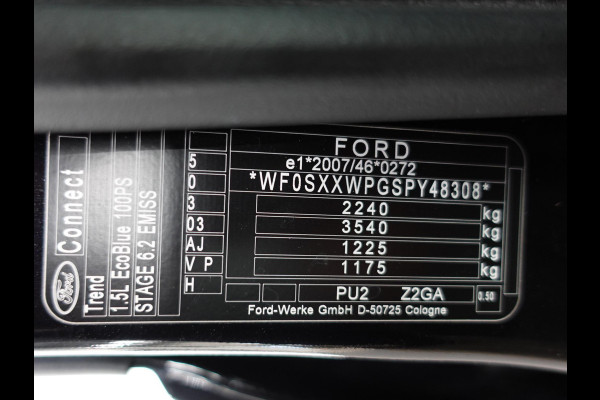 Ford
Connect
Trend
1.5L EcoBlue 100PS
STAGE 6.2 EMISS
5
0
3
03
AJ
V P
H
FORD
e1*2007/46*0272
*WF0SXXWPGSPY48308*
2240 kg
3540 kg
1225 kg
1175 kg
PU2 Z2GA 0.50
Ford-Werke GmbH D-50725 Cologne